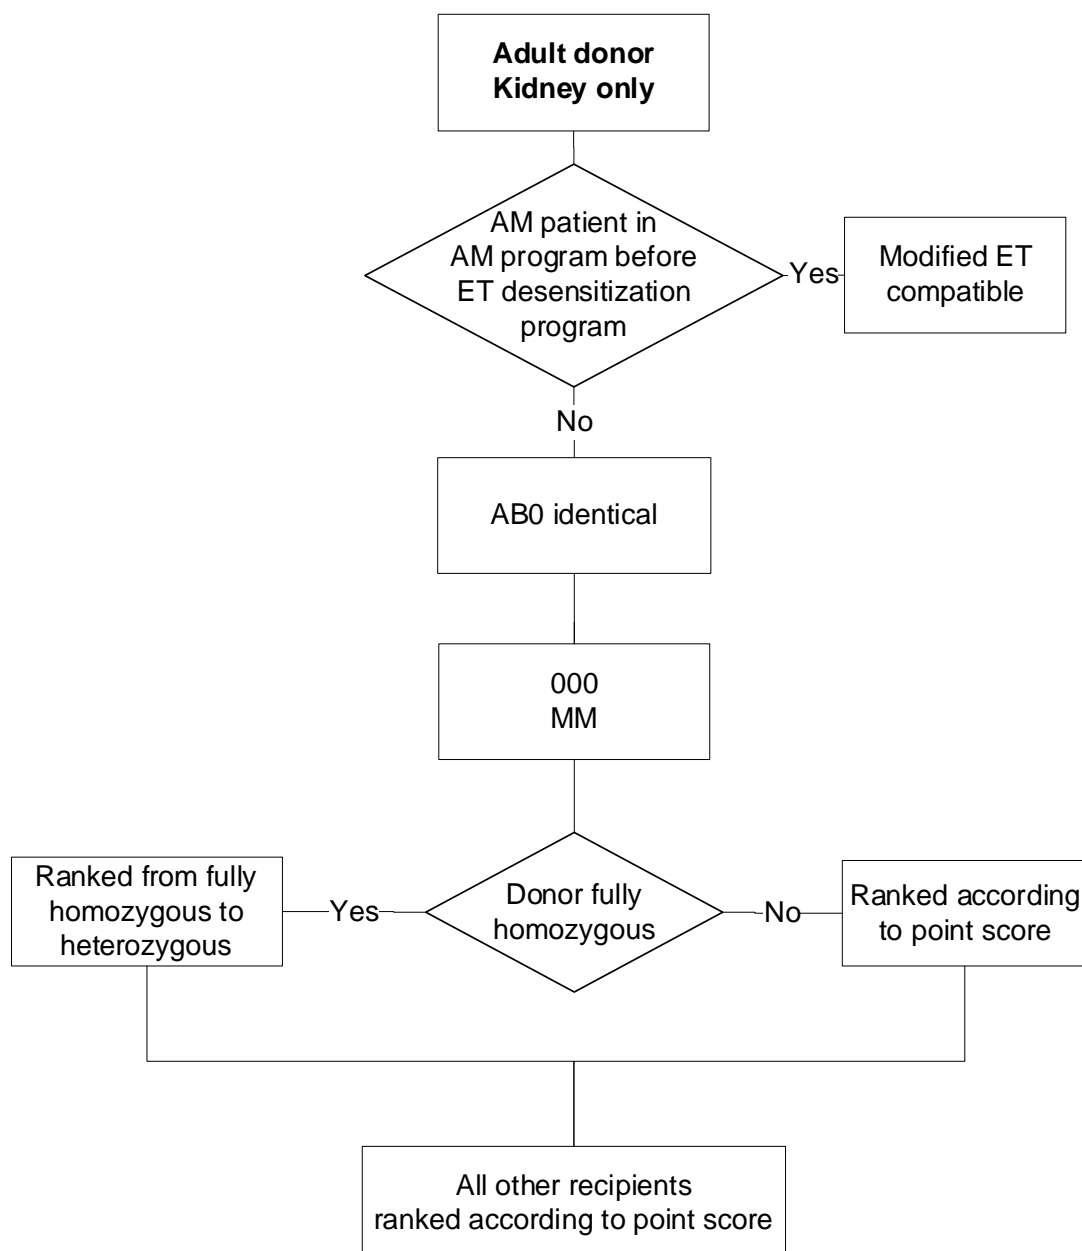 Adult donor
Kidney only
AM patient in
AM program before
ET desensitization
program
Yes
Modified ET
compatible
No
AB0 identical
000
MM
Ranked from fully
homozygous to
heterozygous
Yes
Donor fully
homozygous
No
Ranked according
to point score
All other recipients
ranked according to point score